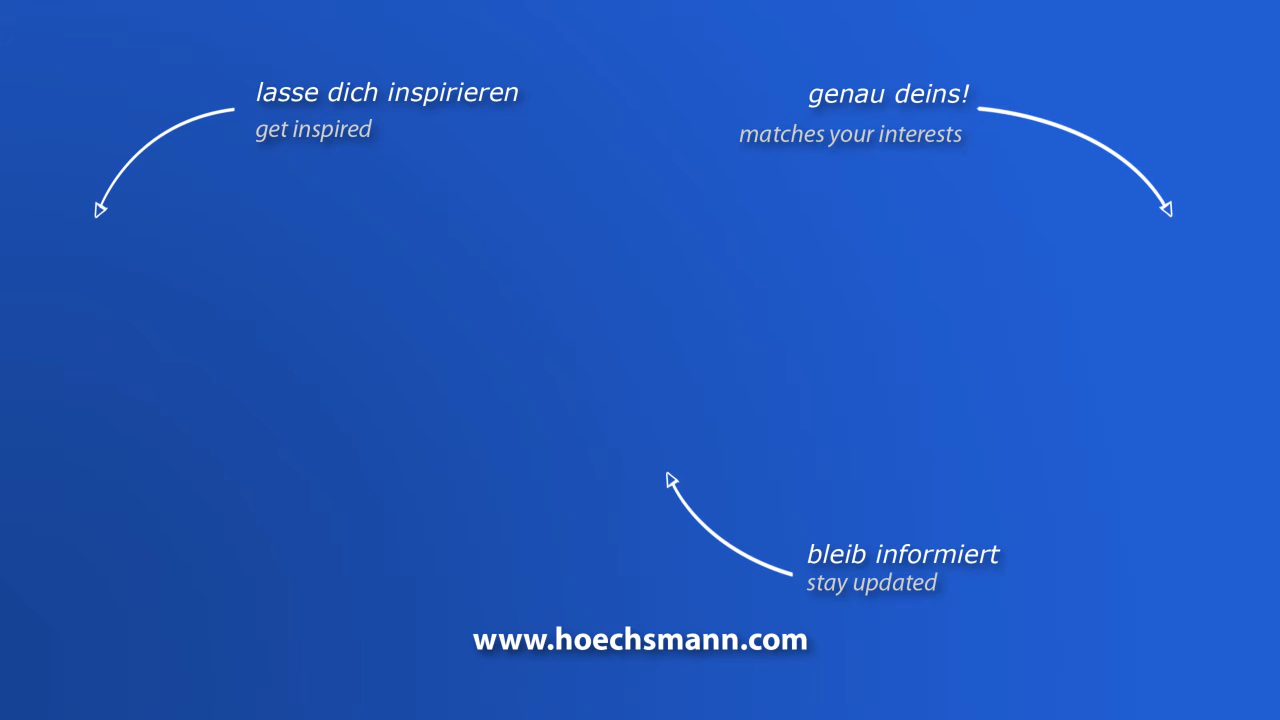 lasse dich inspirieren
get inspired
genau deins!
matches your interests
bleib informiert
stay updated
www.hoechsmann.com